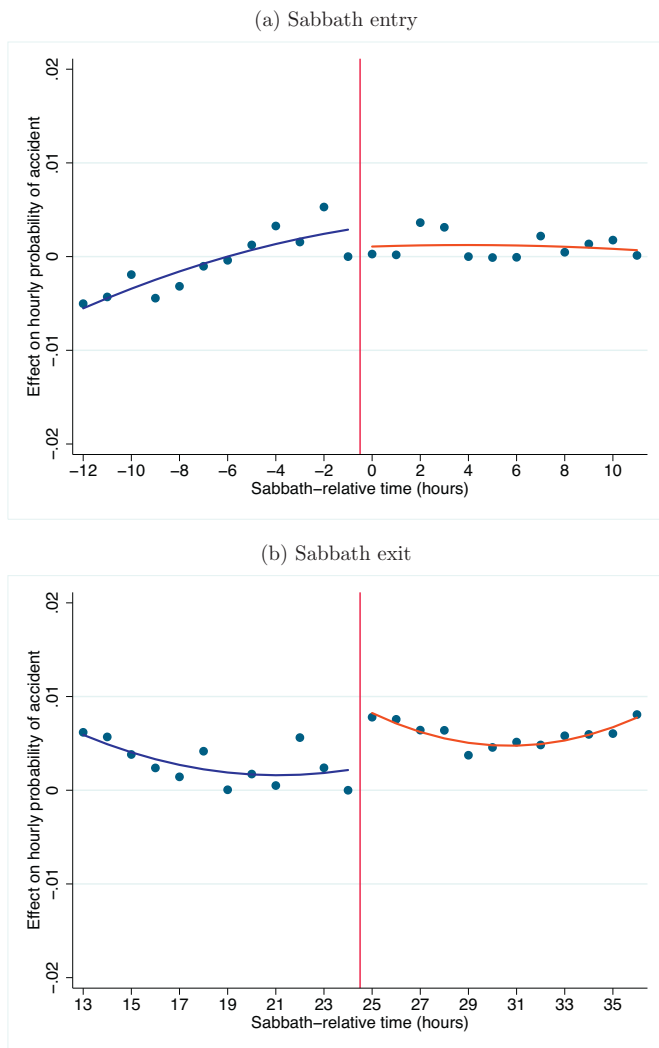 (a) Sabbath entry
.02
.01
0
-.01
-.02
Effect on hourly probability of accident
−12 −10 −8 −6 −4 −2 0 2 4 6 8 10
Sabbath−relative time (hours)
(b) Sabbath exit
.02
.01
0
-.01
-.02
Effect on hourly probability of accident
13 15 17 19 21 23 25 27 29 31 33 35
Sabbath−relative time (hours)